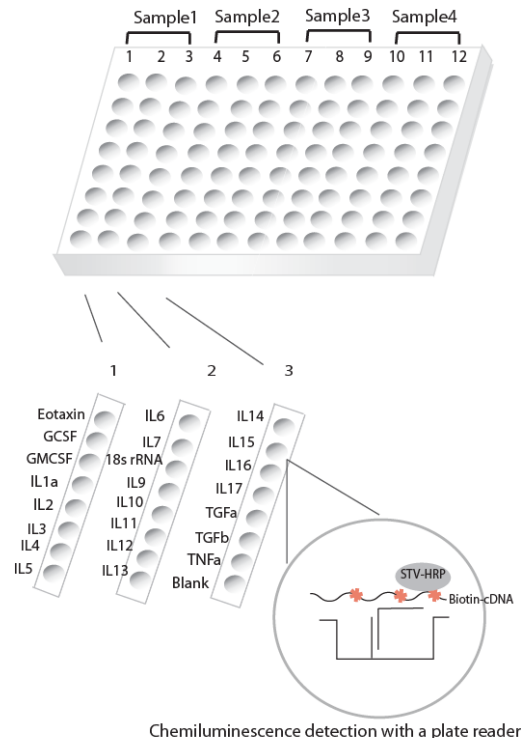 Sample1 Sample2 Sample3 Sample4
1 2 3 4 5 6 7 8 9 10 11 12
1 2 3
Eotaxin
GCSF
GMCSF
IL1a
IL2
IL3
IL4
IL5
IL6
IL7
18s rRNA
IL9
IL10
IL11
IL12
IL13
IL14
IL15
IL16
IL17
TGFa
TGFb
TNFa
Blank
STV-HRP
Biotin-cDNA
Chemiluminescence detection with a plate reader